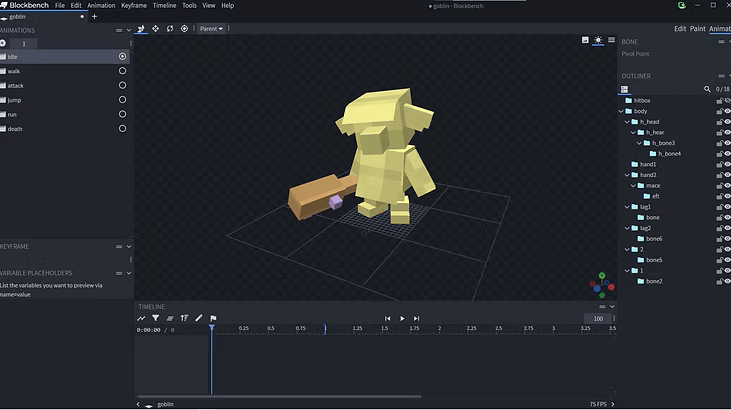 Blockbench
File Edit Animation Keyframe Timeline Tools View Help
goblin - Blockbench
goblin
ANIMATIONS
1
idle
walk
attack
jump
run
death
KEYFRAME
VARIABLE PLACEHOLDERS
List the variables you want to preview via
name=value
Parent
Edit Paint Animat
BONE
Pivot Point
OUTLINER
0 / 18
hitbox
body
h_head
h_hear
h_bone3
h_bone4
hand1
hand2
mace
eft
lag1
bone
lag2
bone6
2
bone5
1
bone2
TIMELINE
100
0:00:00 / 0
0.25 0.5 0.75 1 1.25 1.5 1.75 2 2.25 2.5 2.75 3 3.25 3.5
goblin
75 FPS